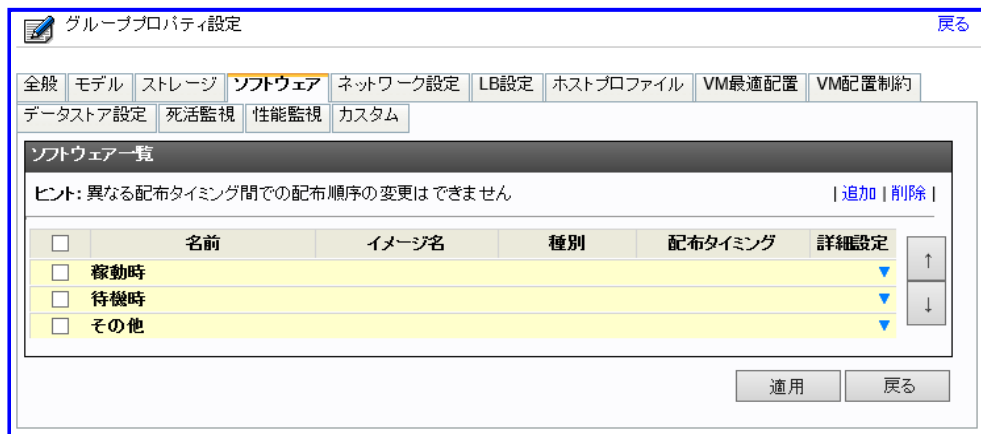 グループプロパティ設定 戻る
全般 モデル ストレージ ソフトウェア ネットワーク設定 LB設定 ホストプロファイル VM最適配置 VM配置制約
データストア設定 死活監視 性能監視 カスタム
ソフトウェア一覧
ヒント: 異なる配布タイミング間での配布順序の変更はできません | 追加 | 削除 |
名前 イメージ名 種別 配布タイミング 詳細設定
稼動時
待機時
その他
適用 戻る